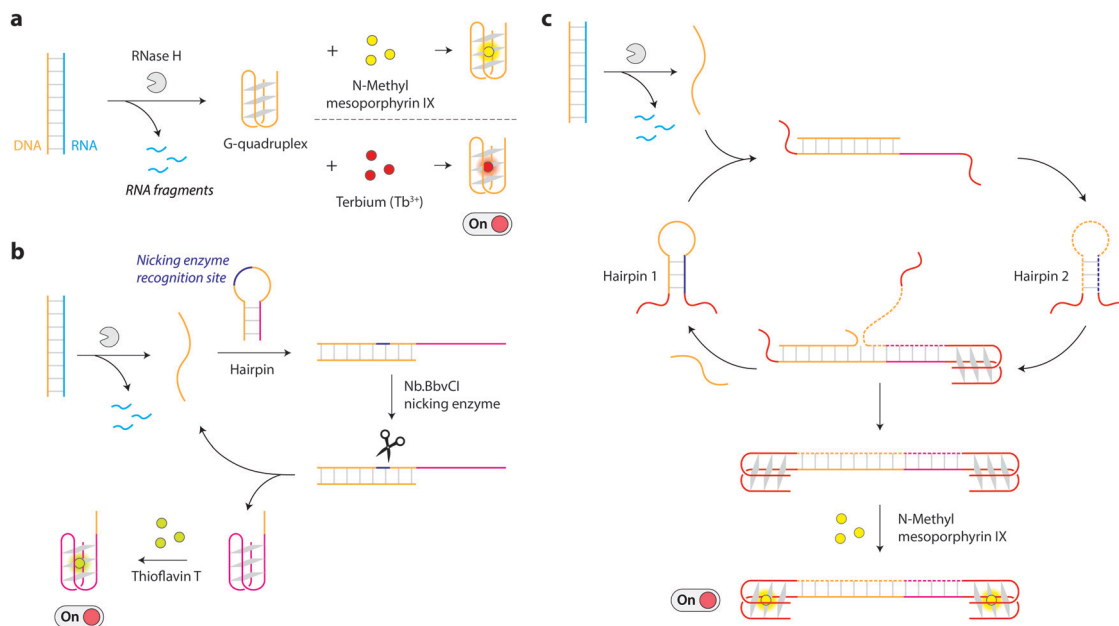 a
RNase H
DNA
RNA
RNA fragments
G-quadruplex
+
N-Methyl
mesoporphyrin IX
+
Terbium (Tb³⁺)
On
b
Nicking enzyme
recognition site
Hairpin
Nb.BbvCI
nicking enzyme
Thioflavin T
On
c
Hairpin 1
Hairpin 2
N-Methyl
mesoporphyrin IX
On